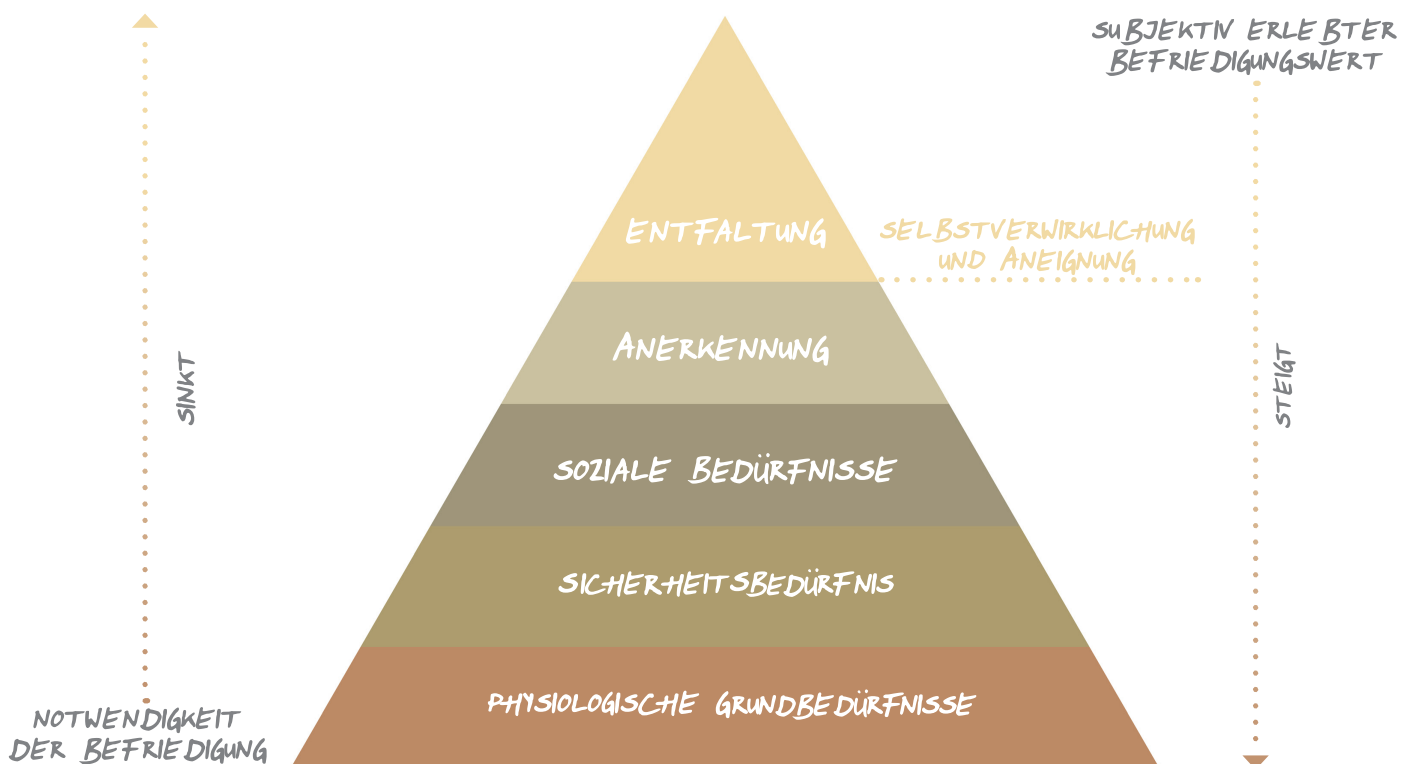 SUBJEKTIV ERLEBTER
BEFRIEDIGUNGSWERT
ENTFALTUNG
SELBSTVERWIRKLICHUNG
UND ANEIGNUNG
ANERKENNUNG
SINKT
STEIGT
SOZIALE BEDÜRFNISSE
SICHERHEITSBEDÜRFNIS
PHYSIOLOGISCHE GRUNDBEDÜRFNISSE
NOTWENDIGKEIT
DER BEFRIEDIGUNG